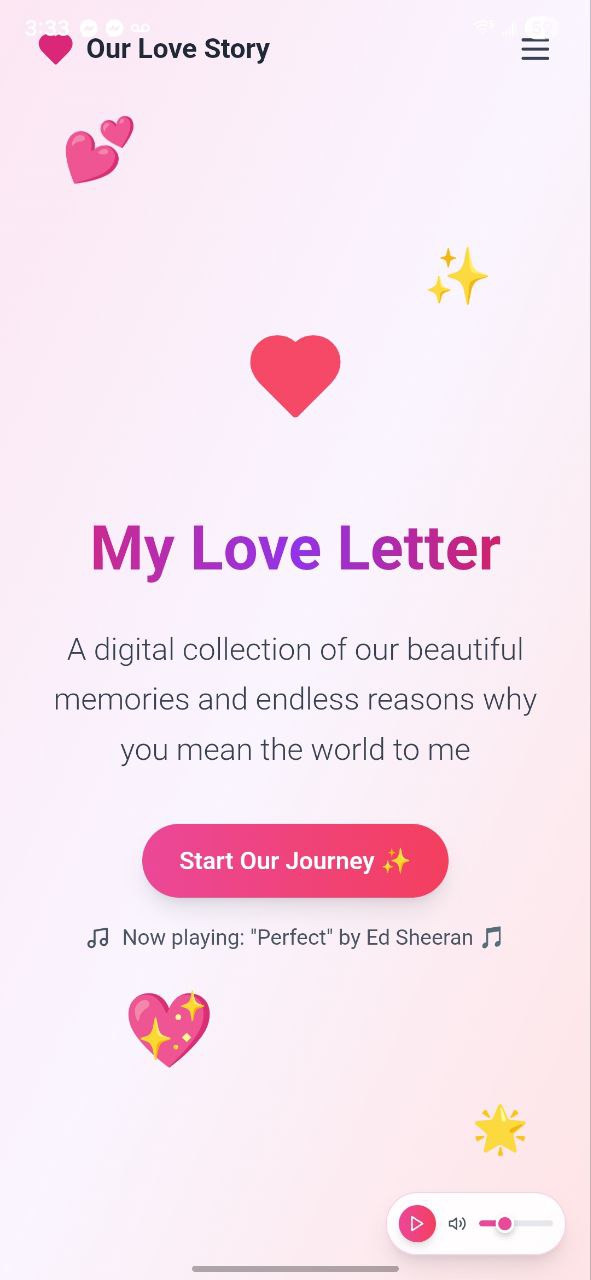 3:33
Our Love Story
My Love Letter
A digital collection of our beautiful
memories and endless reasons why
you mean the world to me
Start Our Journey ✨
Now playing: "Perfect" by Ed Sheeran 🎵